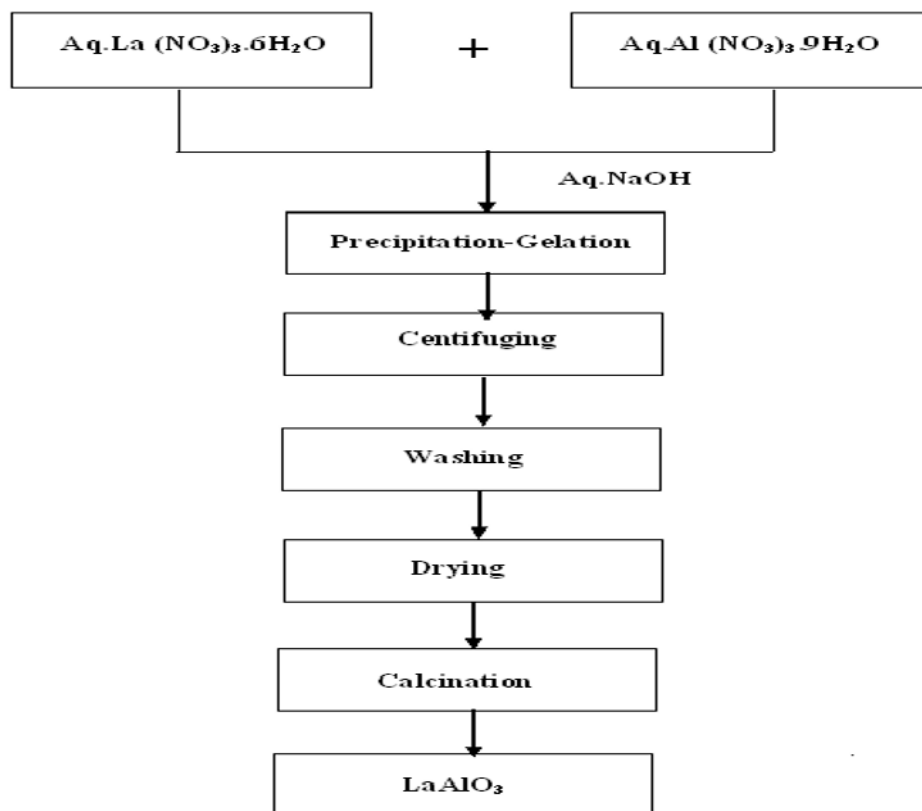 Aq.La (NO₃)₃.6H₂O + Aq.Al (NO₃)₃.9H₂O
Aq.NaOH
Precipitation-Gelation
Centifuging
Washing
Drying
Calcination
LaAlO₃